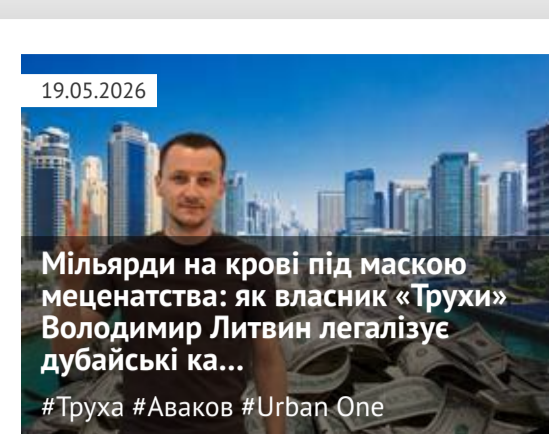 19.05.2026
Мільярди на крові під маскою
меценатства: як власник «Трухи»
Володимир Литвин легалізує
дубайські ка...
#Труха #Аваков #Urban One